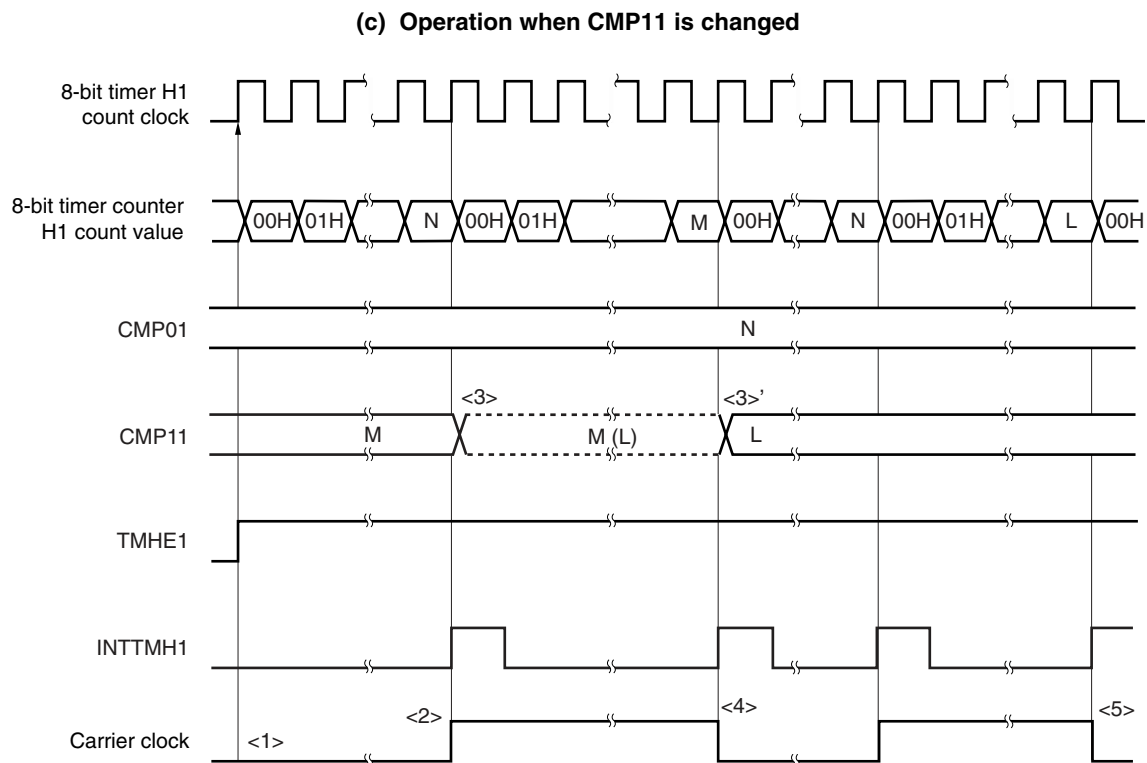 (c) Operation when CMP11 is changed
8-bit timer H1
count clock
8-bit timer counter
H1 count value
00H 01H N 00H 01H M 00H N 00H 01H L 00H
CMP01
N
<3> <3>’
CMP11
M M (L) L
TMHE1
INTTMH1
<2> <4> <5>
Carrier clock
<1>